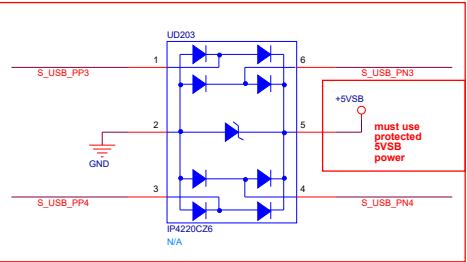 UD203
1
6
S_USB_PP3
S_USB_PN3
+5VSB
2
5
must use
protected
5VSB
power
GND
3
4
S_USB_PP4
S_USB_PN4
IP4220CZ6
N/A